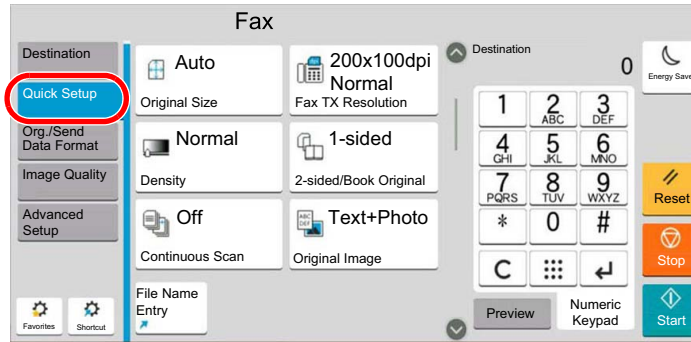 Fax
Destination
Quick Setup
Org./Send
Data Format
Image Quality
Advanced
Setup
Favorites
Shortcut
Auto
Original Size
200x100dpi
Normal
Fax TX Resolution
Normal
Density
1-sided
2-sided/Book Original
Off
Continuous Scan
ABC
DEF
Text+Photo
Original Image
File Name
Entry
Destination
0
1
2
ABC
3
DEF
4
GHI
5
JKL
6
MNO
7
PQRS
8
TUV
9
WXYZ
*
0
#
C
Preview
Numeric
Keypad
Energy Save
Reset
Stop
Start